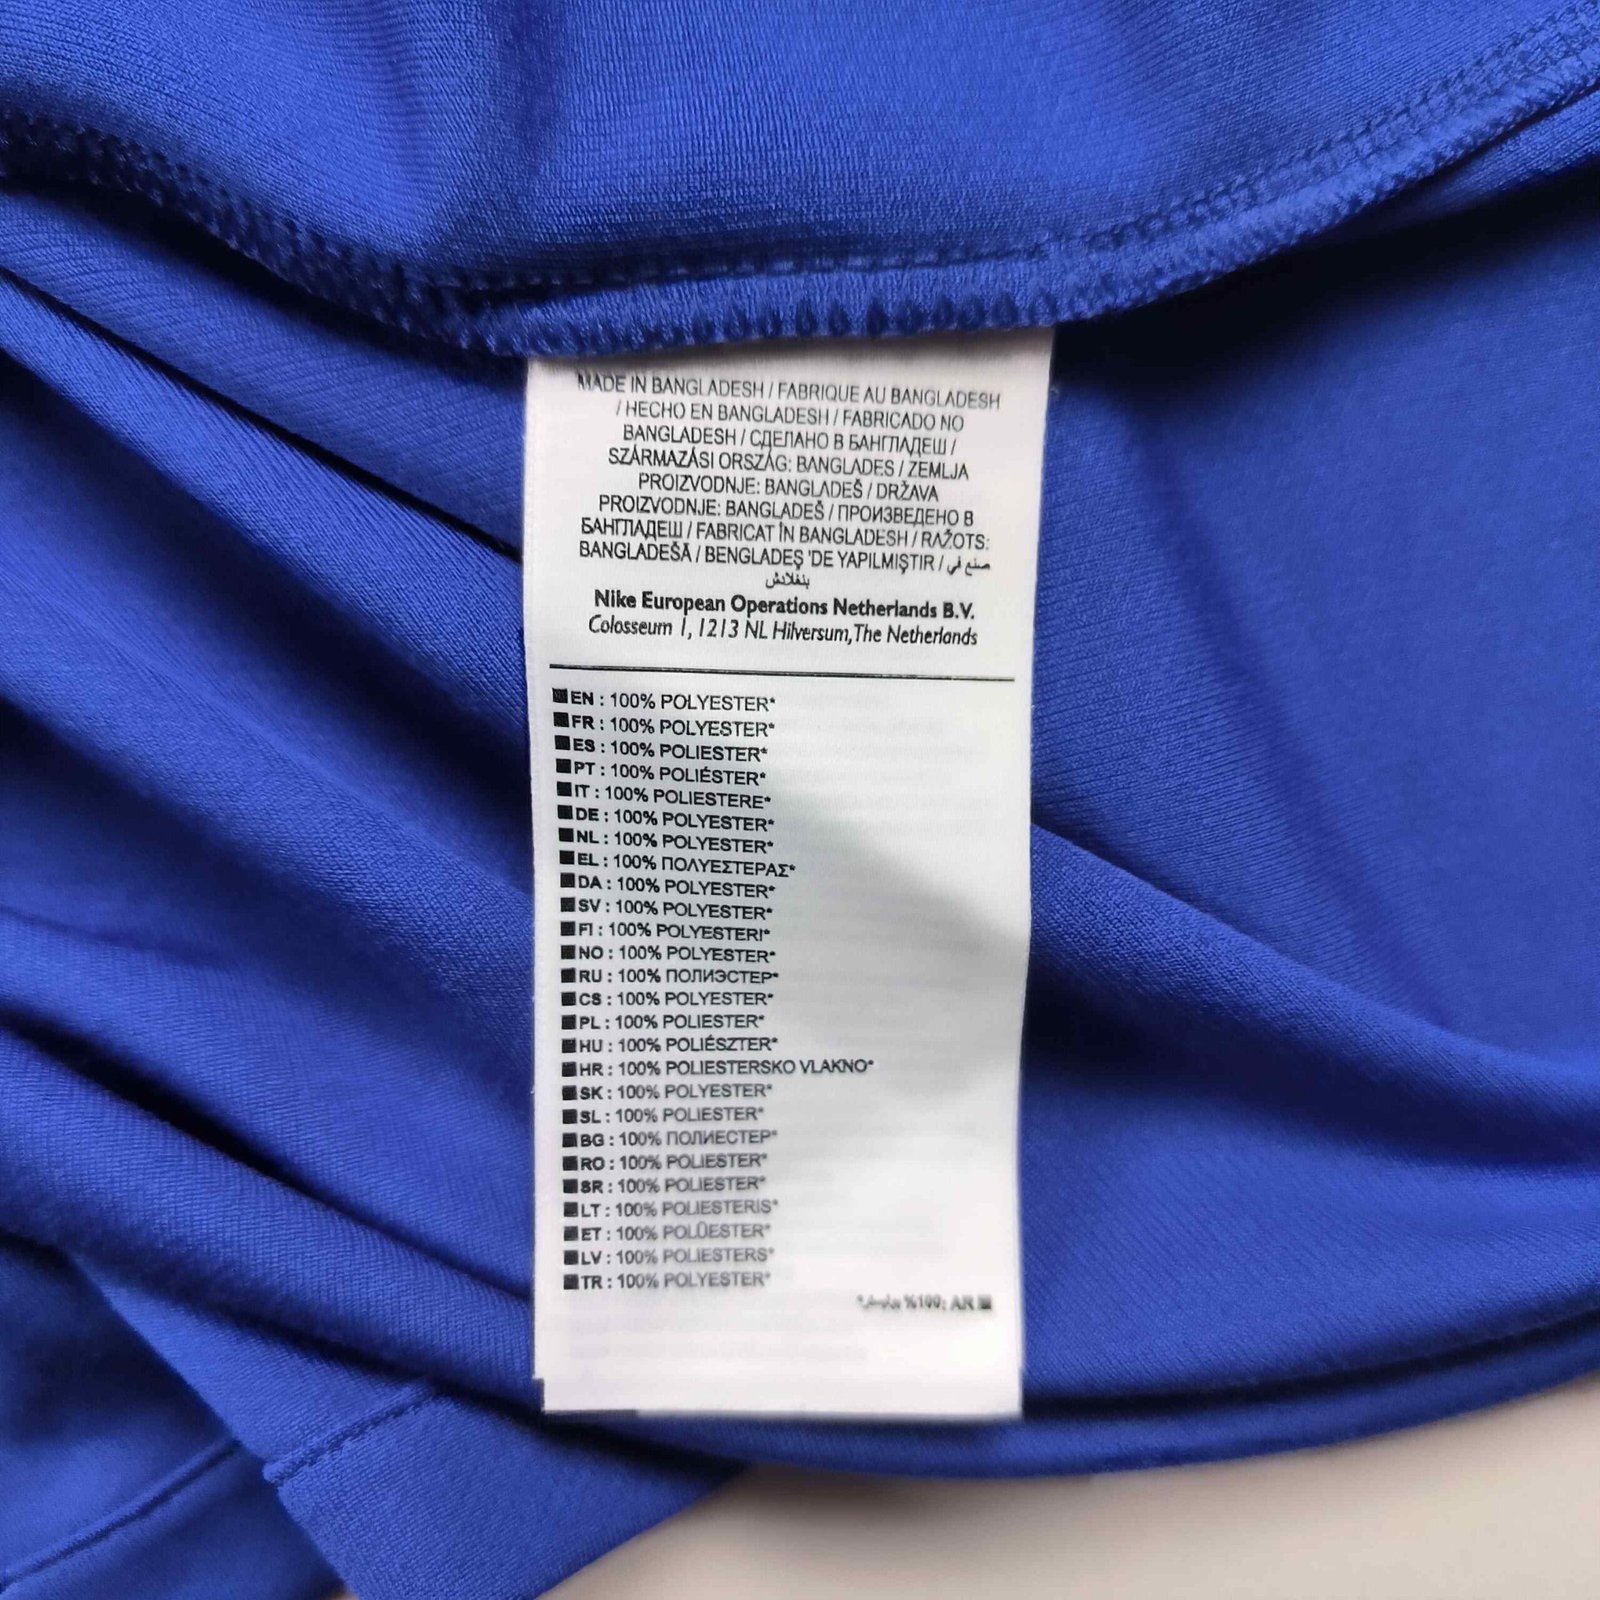 MADE IN BANGLADESH / FABRIQUE AU BANGLADESH
/ HECHO EN BANGLADESH / FABRICADO NO
BANGLADESH / СДЕЛАНО В БАНГЛАДЕШ /
SZÁRMAZÁSI ORSZÁG: BANGLADES / ZEMLJA
PROIZVODNJE: BANGLADEŠ / DRŽAVA
PROIZVODNJE: BANGLADEŠ / ПРОИЗВЕДЕНО В
БАНГЛАДЕШ / FABRICAT ÎN BANGLADESH / RAŽOTS:
BANGLADEŠĀ / BENGLADEŞ 'DE YAPILMIŞTIR / صنع في
بنغلادش
Nike European Operations Netherlands B.V.
Colosseum 1, 1213 NL Hilversum, The Netherlands
EN : 100% POLYESTER*
FR : 100% POLYESTER*
ES : 100% POLIESTER*
PT : 100% POLIÉSTER*
IT : 100% POLIESTERE*
DE : 100% POLYESTER*
NL : 100% POLYESTER*
EL : 100% ΠΟΛΥΕΣΤΕΡΑΣ*
DA : 100% POLYESTER*
SV : 100% POLYESTER*
FI : 100% POLYESTERI*
NO : 100% POLYESTER*
RU : 100% ПОЛИЭСТЕР*
CS : 100% POLYESTER*
PL : 100% POLIESTER*
HU : 100% POLIÉSZTER*
HR : 100% POLIESTERSKO VLAKNO*
SK : 100% POLYESTER*
SL : 100% POLIESTER*
BG : 100% ПОЛИЕСТЕР*
RO : 100% POLIESTER*
SR : 100% POLIESTER*
LT : 100% POLIESTERIS*
ET : 100% POLÜESTER*
LV : 100% POLIESTERS*
TR : 100% POLYESTER*
%100: AR